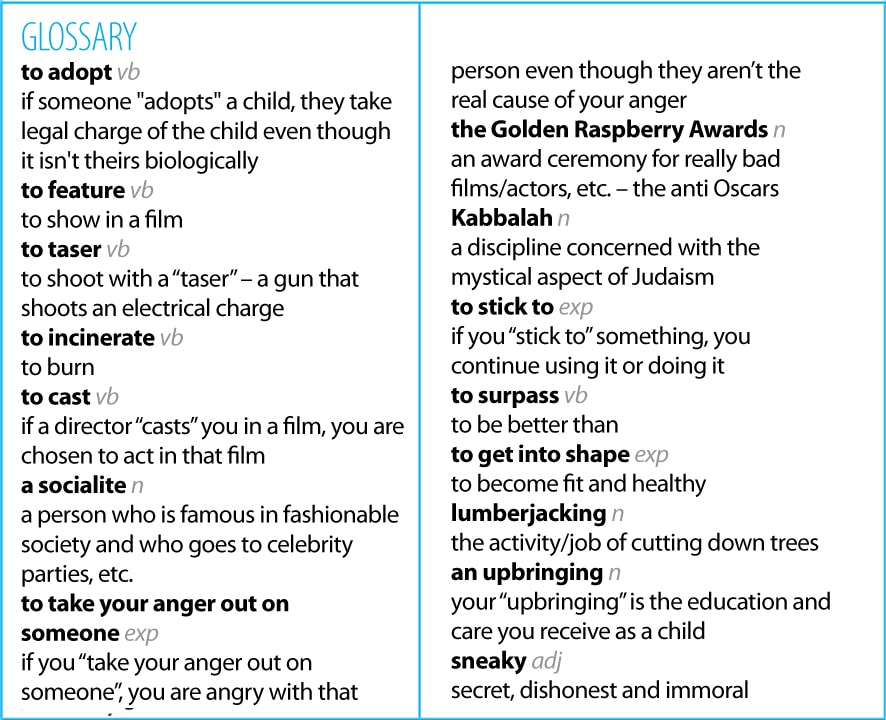 GLOSSARY
to adopt vb
if someone "adopts" a child, they take
legal charge of the child even though
it isn't theirs biologically
to feature vb
to show in a film
to taser vb
to shoot with a “taser” – a gun that
shoots an electrical charge
to incinerate vb
to burn
to cast vb
if a director “casts” you in a film, you are
chosen to act in that film
a socialite n
a person who is famous in fashionable
society and who goes to celebrity
parties, etc.
to take your anger out on
someone exp
if you “take your anger out on
someone”, you are angry with that
person even though they aren’t the
real cause of your anger
the Golden Raspberry Awards n
an award ceremony for really bad
films/actors, etc. – the anti Oscars
Kabbalah n
a discipline concerned with the
mystical aspect of Judaism
to stick to exp
if you “stick to” something, you
continue using it or doing it
to surpass vb
to be better than
to get into shape exp
to become fit and healthy
lumberjacking n
the activity/job of cutting down trees
an upbringing n
your “upbringing” is the education and
care you receive as a child
sneaky adj
secret, dishonest and immoral